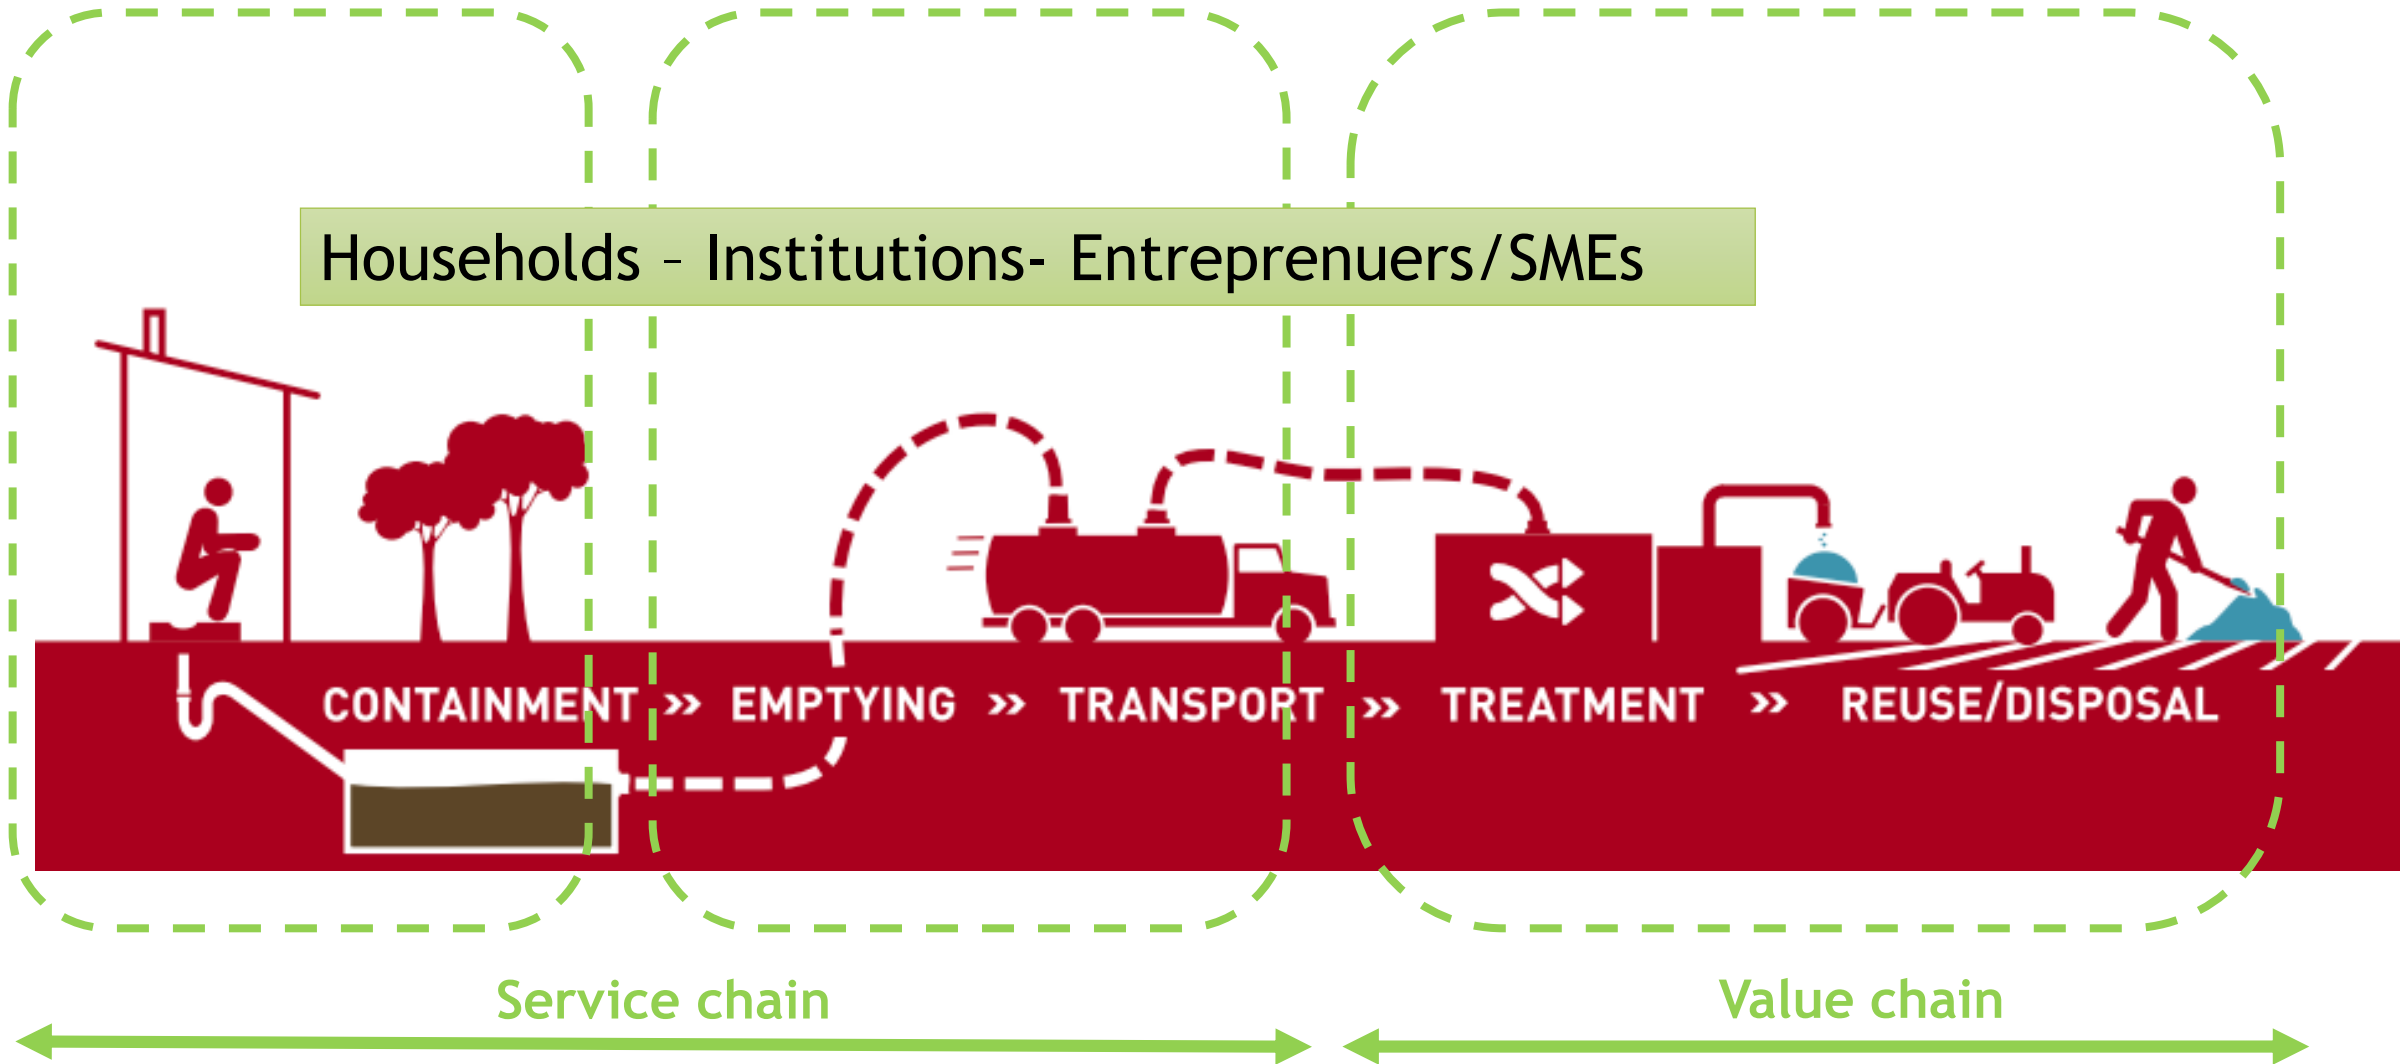 Households – Institutions- Entreprenuers/SMEs
CONTAINMENT » EMPTYING » TRANSPORT » TREATMENT » REUSE/DISPOSAL
Service chain
Value chain